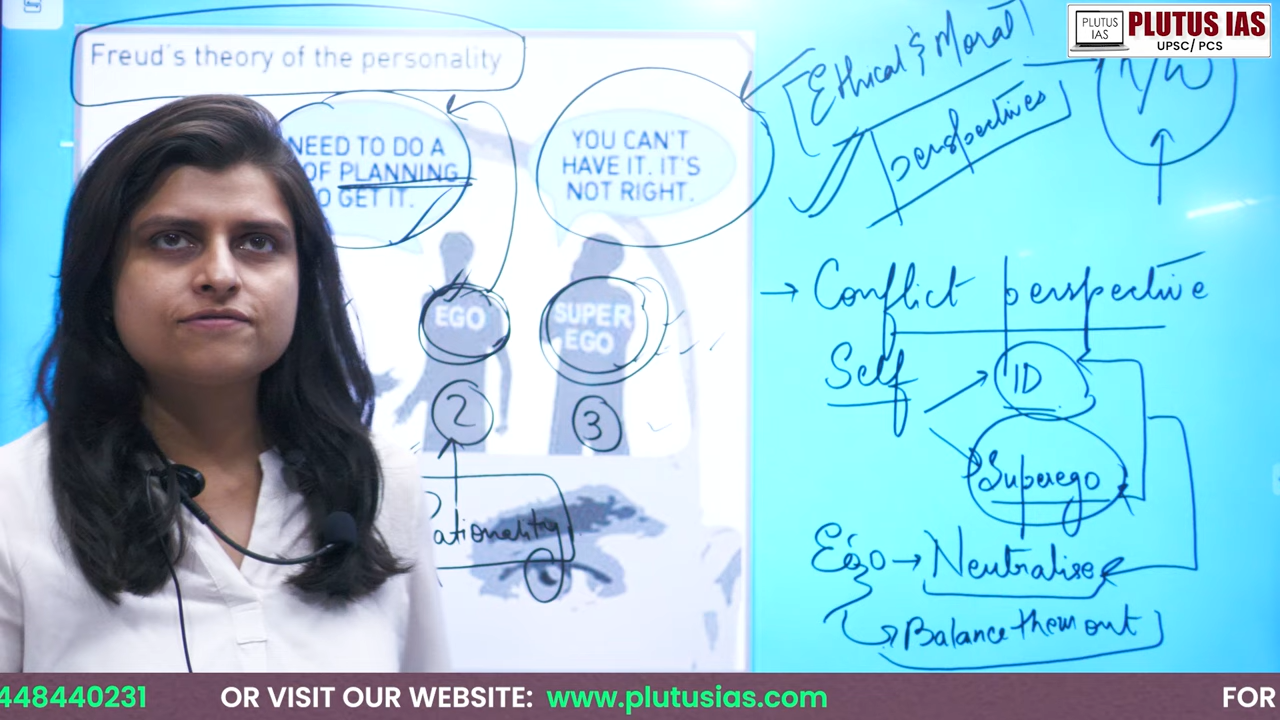 PLUTUS IAS
PLUTUS IAS
UPSC/ PCS
Freud's theory of the personality
NEED TO DO A
OF PLANNING
O GET IT.
YOU CAN'T
HAVE IT. IT'S
NOT RIGHT.
EGO
SUPER
EGO
2
3
ationality
Ethical & Moral
perspectives
→ Conflict perspective
Self
ID
Superego
Ego → Neutralise
Balance them out
448440231 OR VISIT OUR WEBSITE: www.plutusias.com FOR